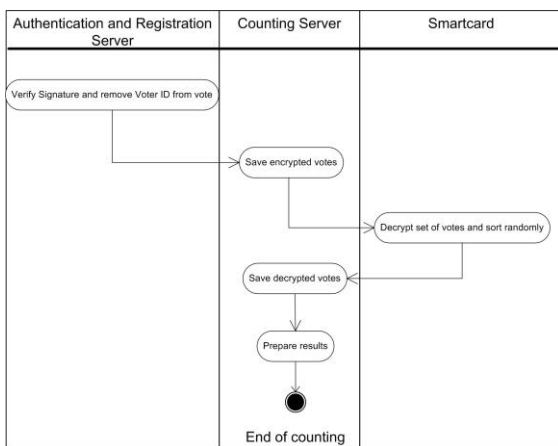 Authentication and Registration
Server
Counting Server
Smartcard
Verify Signature and remove Voter ID from vote
Save encrypted votes
Decrypt set of votes and sort randomly
Save decrypted votes
Prepare results
End of counting